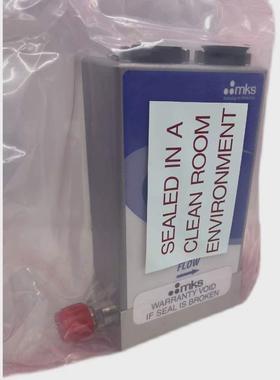 mks
SEALED IN A
CLEAN ROOM
ENVIRONMENT
FLOW
mks
WARRANTY VOID
IF SEAL IS BROKEN